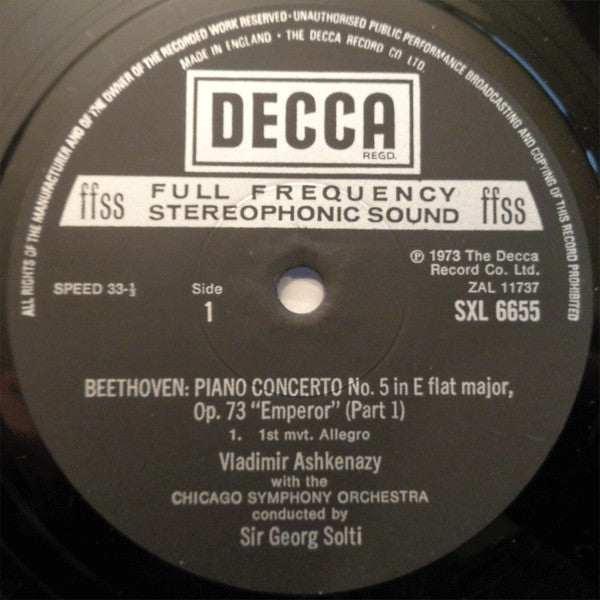 ALL RIGHTS OF THE MANUFACTURER AND OF THE OWNER OF THE RECORDED WORK RESERVED · UNAUTHORISED PUBLIC PERFORMANCE BROADCASTING AND COPYING OF THIS RECORD PROHIBITED
MADE IN ENGLAND · THE DECCA RECORD CO LTD.
DECCA
REGD.
ffss FULL FREQUENCY STEREOPHONIC SOUND ffss
℗ 1973 The Decca
Record Co. Ltd.
ZAL 11737
SPEED 33-⅓ Side 1 SXL 6655
BEETHOVEN: PIANO CONCERTO No. 5 in E flat major,
Op. 73 "Emperor" (Part 1)
1. 1st mvt. Allegro
Vladimir Ashkenazy
with the
CHICAGO SYMPHONY ORCHESTRA
conducted by
Sir Georg Solti